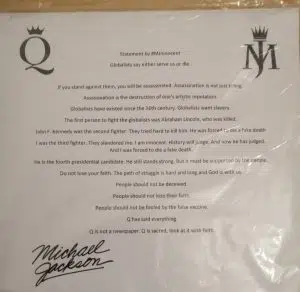 Q
MJ
Statement by #MJinnocent
Globalists say either serve us or die.
If you stand against them, you will be assassinated. Assassination is not just killing.
Assassination is the destruction of one's artistic reputation.
Globalists have existed since the 16th century. Globalists want slavery.
The first person to fight the globalists was Abraham Lincoln, who was killed.
John F. Kennedy was the second fighter. They tried hard to kill him. He was forced to die a fake death.
I was the third fighter. They slandered me. I am innocent. History will judge. And now he has judged.
And I was forced to die a fake death.
He is the fourth presidential candidate. He still stands strong. But it must be supported by the people.
Do not lose your faith. The path of struggle is hard and long and God is with us.
People should not be deceived.
People should not lose their faith.
People should not be fooled by the false vaccine.
Q has said everything.
Q is not a newspaper. Q is sacred, look at it with faith.
Michael
Jackson